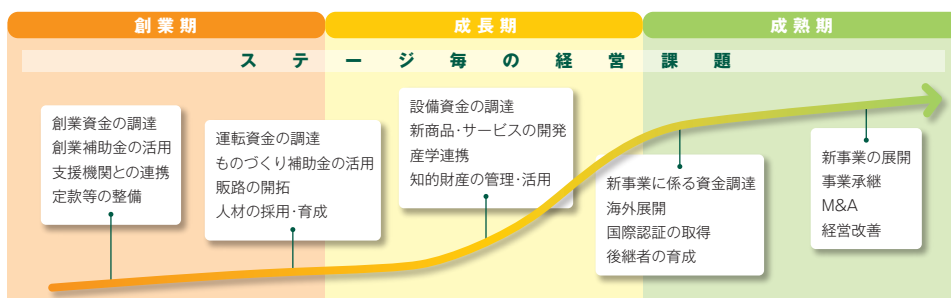 創業期
成長期
成熟期
ステージ毎の経営課題
創業資金の調達
創業補助金の活用
支援機関との連携
定款等の整備
運転資金の調達
ものづくり補助金の活用
販路の開拓
人材の採用・育成
設備資金の調達
新商品・サービスの開発
産学連携
知的財産の管理・活用
新事業に係る資金調達
海外展開
国際認証の取得
後継者の育成
新事業の展開
事業承継
M&A
経営改善